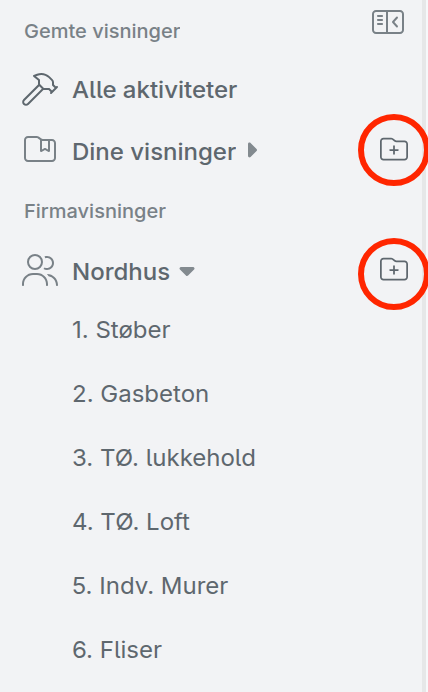 Gemte visninger
Alle aktiviteter
Dine visninger
Firmavisninger
Nordhus
1. Støber
2. Gasbeton
3. TØ. lukkehold
4. TØ. Loft
5. Indv. Murer
6. Fliser